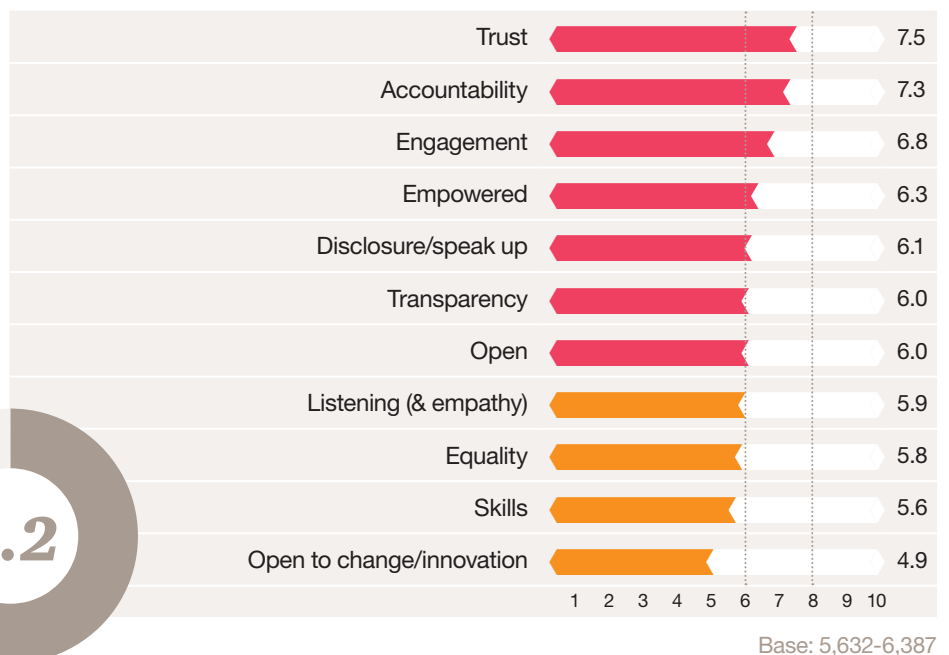 Trust 7.5
Accountability 7.3
Engagement 6.8
Empowered 6.3
Disclosure/speak up 6.1
Transparency 6.0
Open 6.0
Listening (& empathy) 5.9
Equality 5.8
Skills 5.6
.2
Open to change/innovation 4.9
1 2 3 4 5 6 7 8 9 10
Base: 5,632-6,387